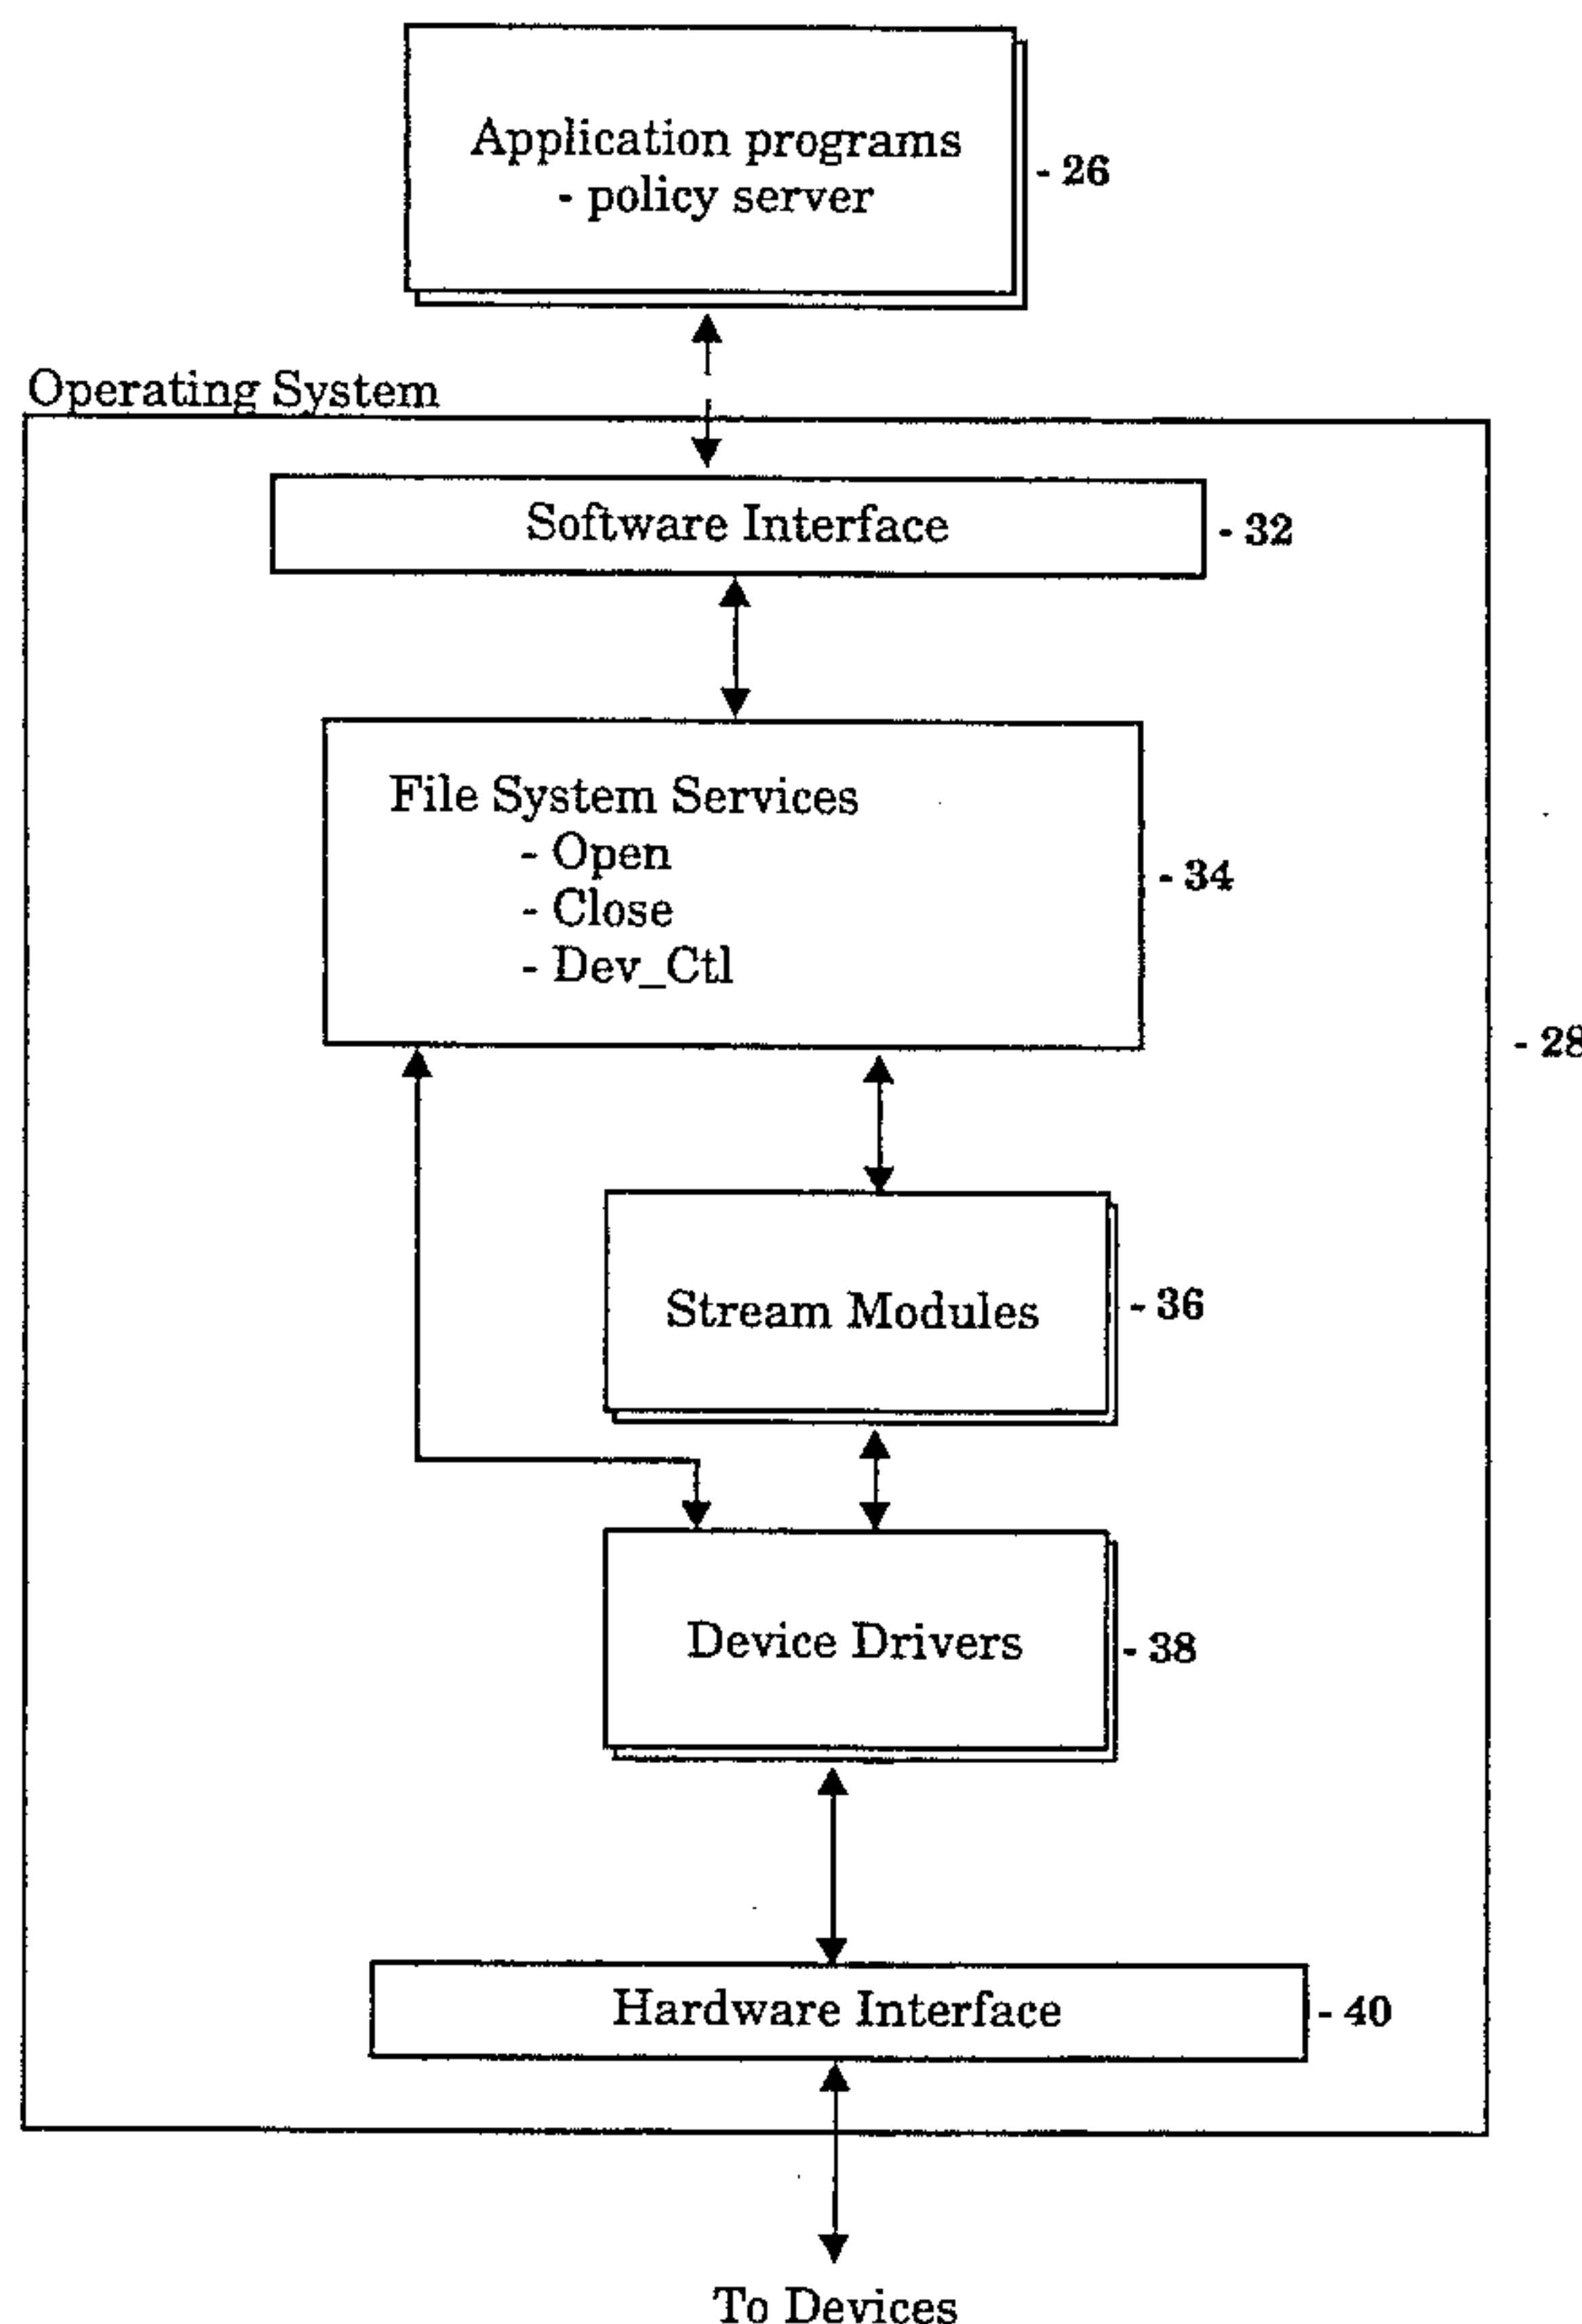 Application programs
- policy server
- 26
Operating System
Software Interface
- 32
File System Services
- Open
- Close
- Dev_Ctl
- 34
- 28
Stream Modules
- 36
Device Drivers
- 38
Hardware Interface
- 40
To Devices